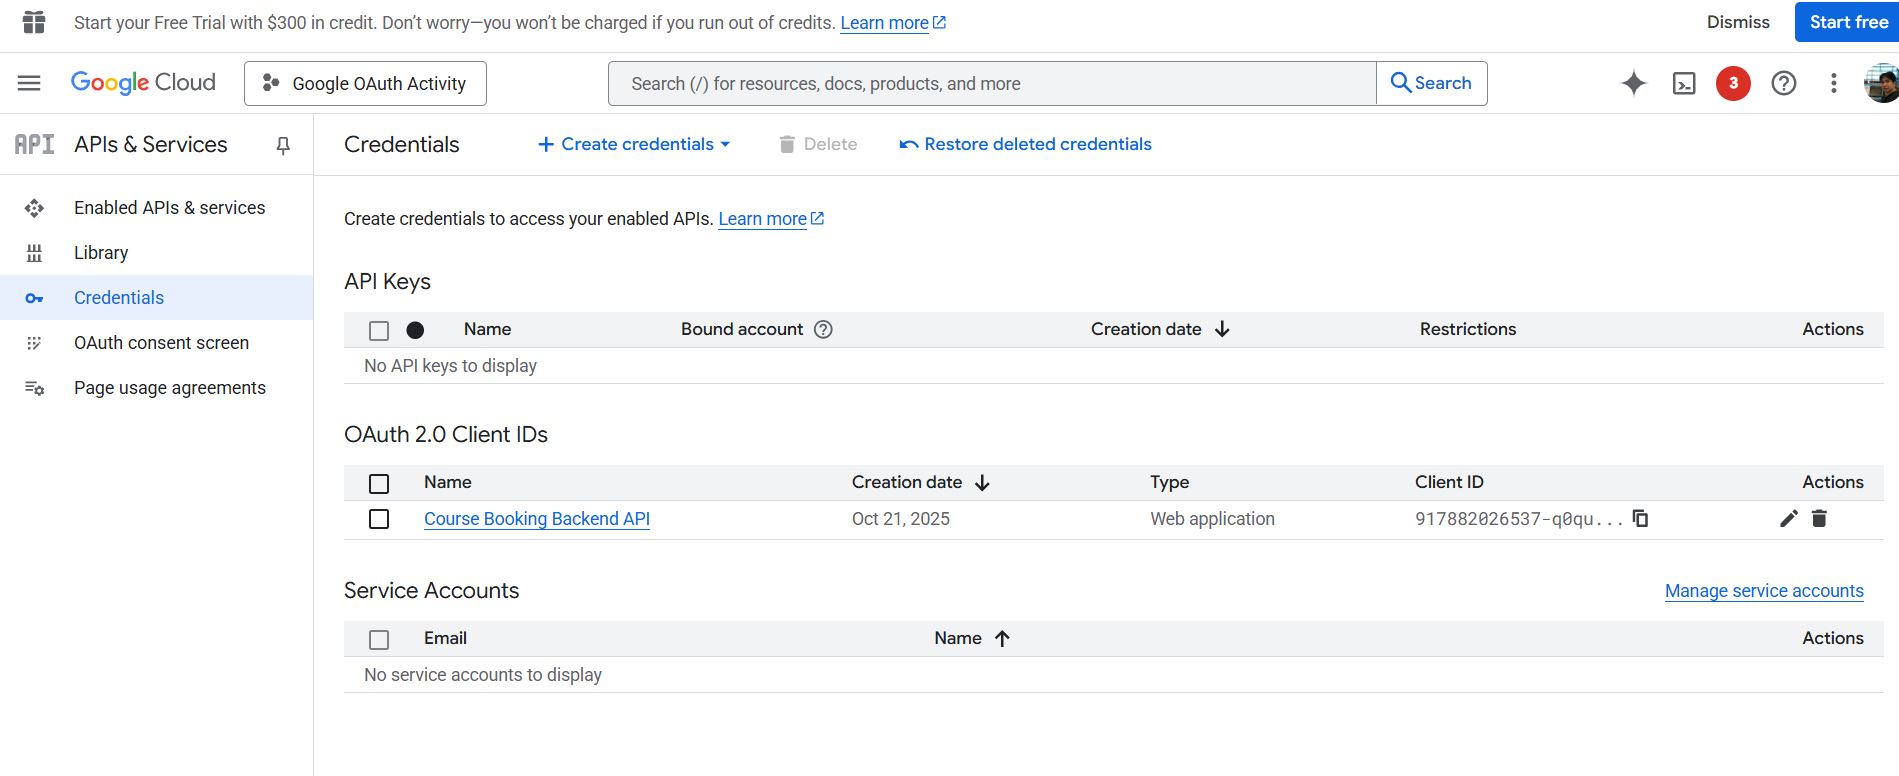 Start your Free Trial with $300 in credit. Don’t worry—you won’t be charged if you run out of credits. Learn more
Dismiss
Start free
Google Cloud
Google OAuth Activity
Search (/) for resources, docs, products, and more
Search
3
API APIs & Services
Enabled APIs & services
Library
Credentials
OAuth consent screen
Page usage agreements
Credentials
Create credentials
Delete
Restore deleted credentials
Create credentials to access your enabled APIs. Learn more
API Keys
Name Bound account Creation date Restrictions Actions
No API keys to display
OAuth 2.0 Client IDs
Name Creation date Type Client ID Actions
Course Booking Backend API Oct 21, 2025 Web application 917882026537-q0qu...
Service Accounts
Manage service accounts
Email Name Actions
No service accounts to display